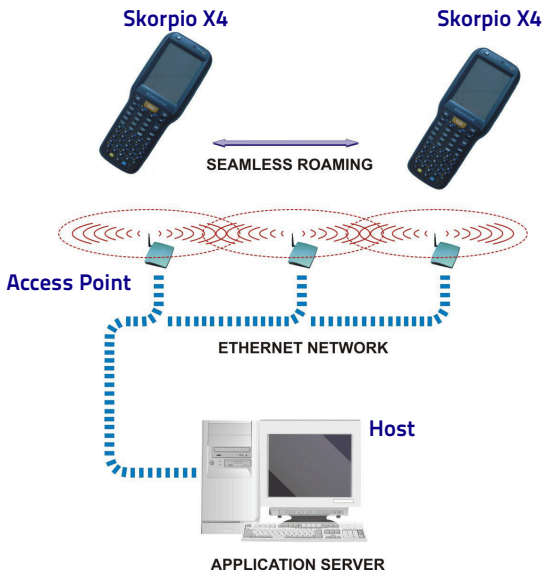 Skorpio X4
Skorpio X4
SEAMLESS ROAMING
Access Point
ETHERNET NETWORK
Host
APPLICATION SERVER